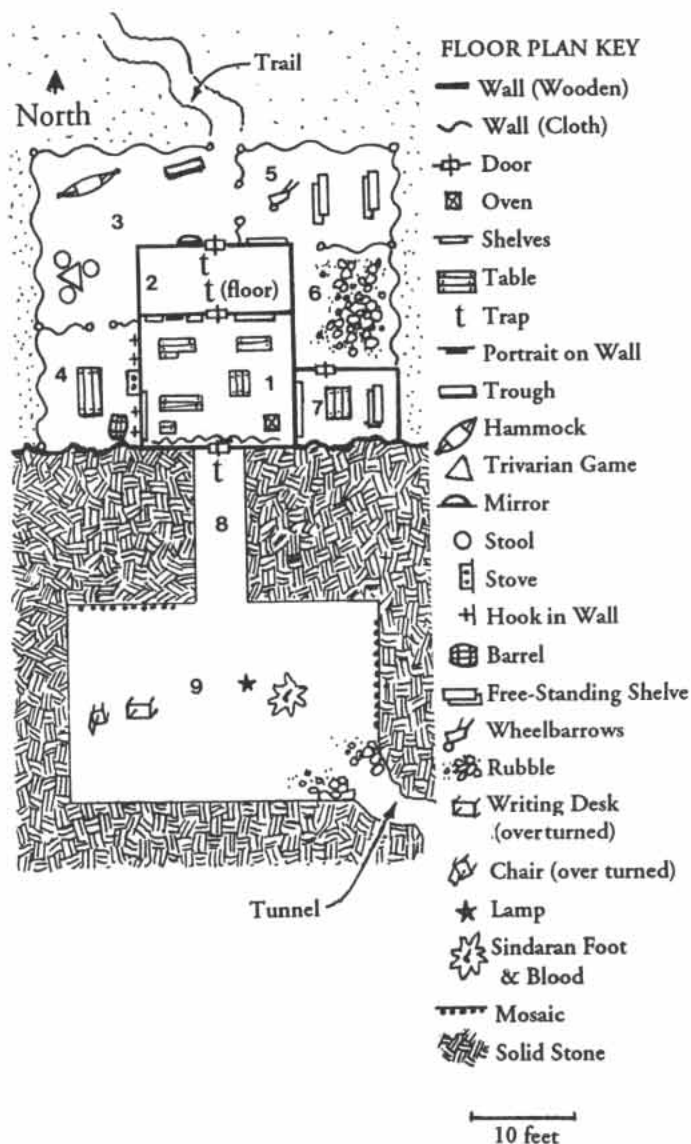 Trail
North
5
3
2
t
t (floor)
6
4
1
7
t
8
9
Tunnel
FLOOR PLAN KEY
Wall (Wooden)
Wall (Cloth)
Door
Oven
Shelves
Table
t Trap
Portrait on Wall
Trough
Hammock
Trivarian Game
Mirror
Stool
Stove
Hook in Wall
Barrel
Free-Standing Shelve
Wheelbarrows
Rubble
Writing Desk
(overturned)
Chair (over turned)
Lamp
Sindaran Foot
& Blood
Mosaic
Solid Stone
10 feet